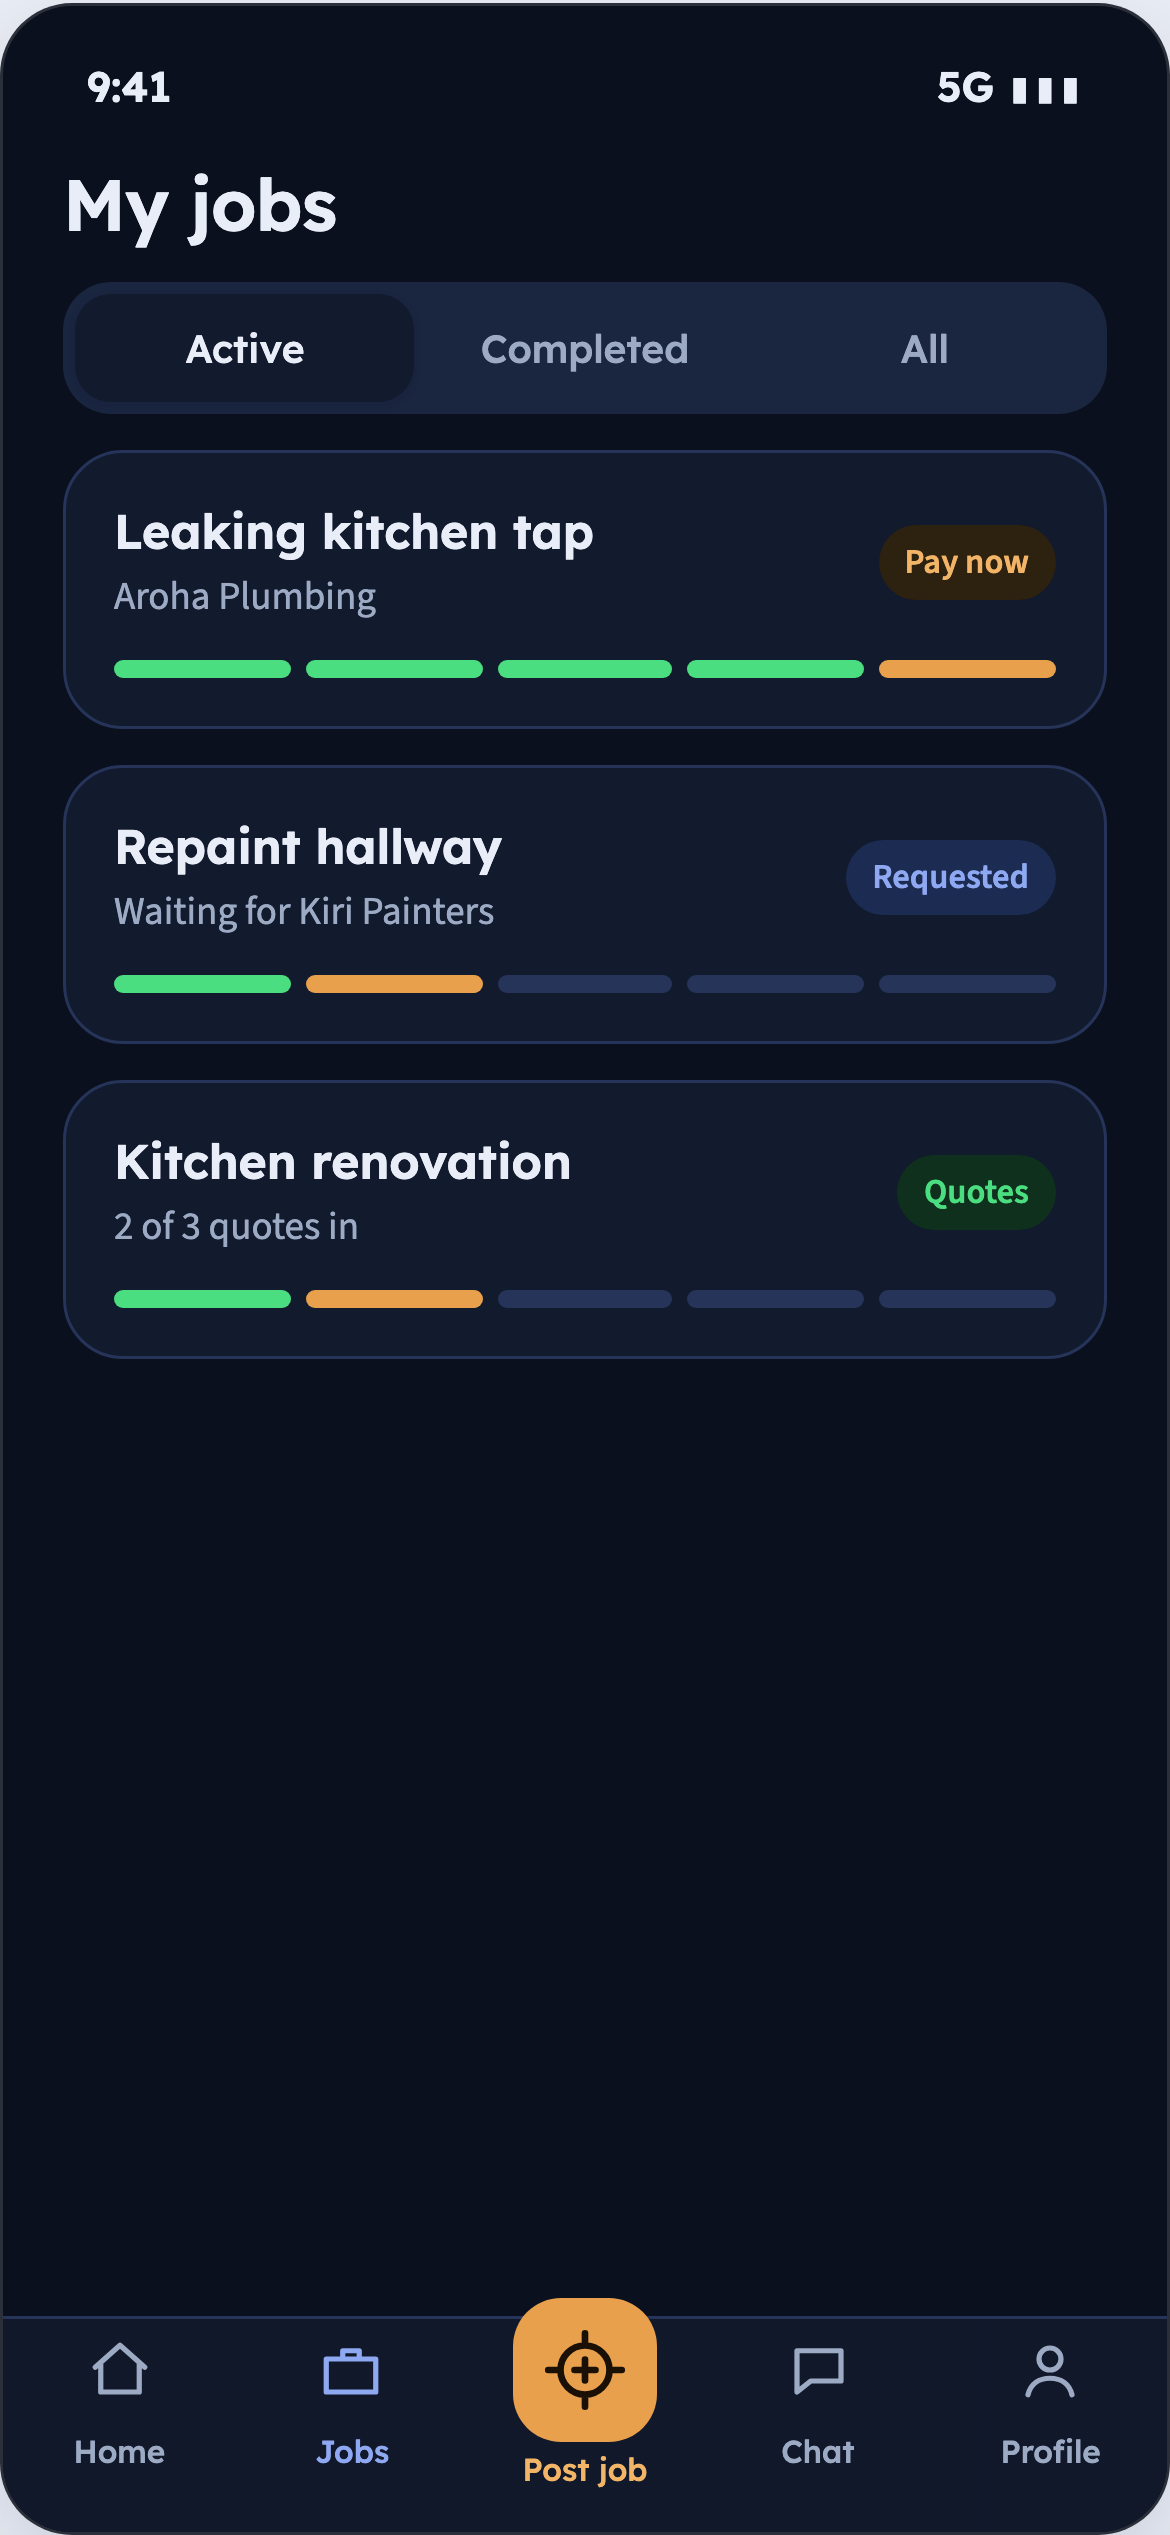 9:41 5G
My jobs
Active Completed All
Leaking kitchen tap
Aroha Plumbing
Pay now
Repaint hallway
Waiting for Kiri Painters
Requested
Kitchen renovation
2 of 3 quotes in
Quotes
Home Jobs Post job Chat Profile